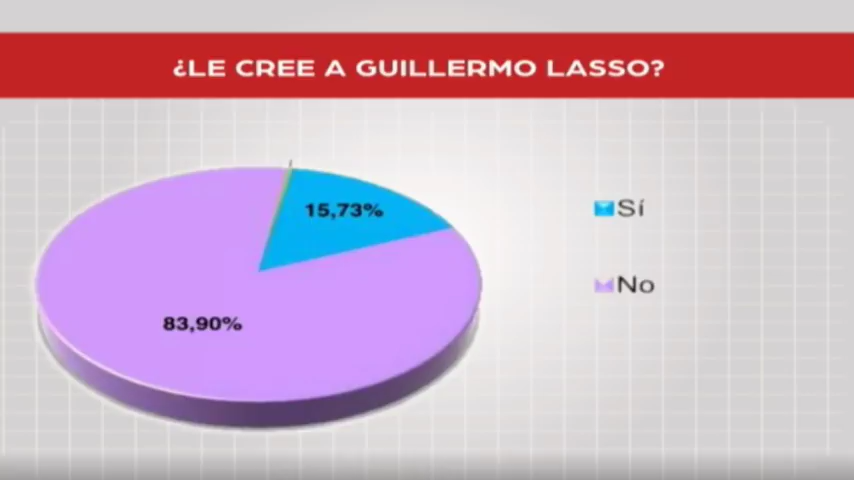 ¿LE CREE A GUILLERMO LASSO?
15,73%
Sí
No
83,90%